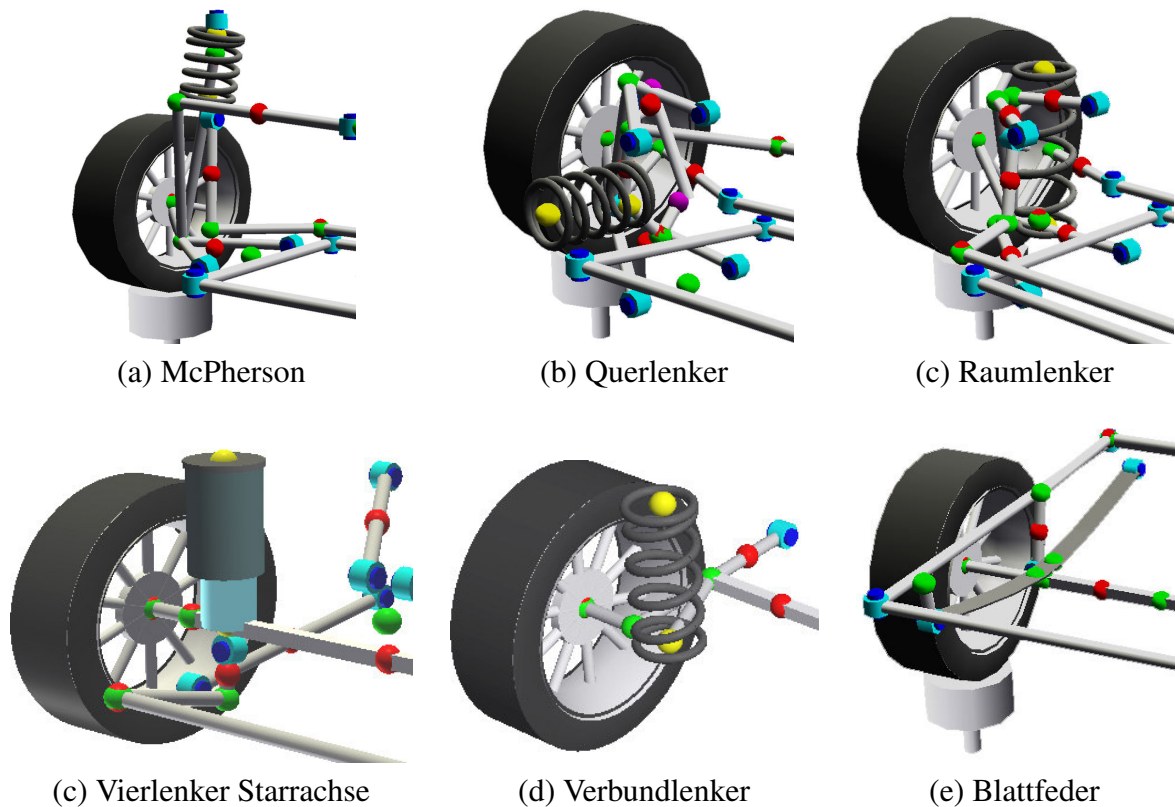 (a) McPherson
(b) Querlenker
(c) Raumlenker
(c) Vierlenker Starrachse
(d) Verbundlenker
(e) Blattfeder